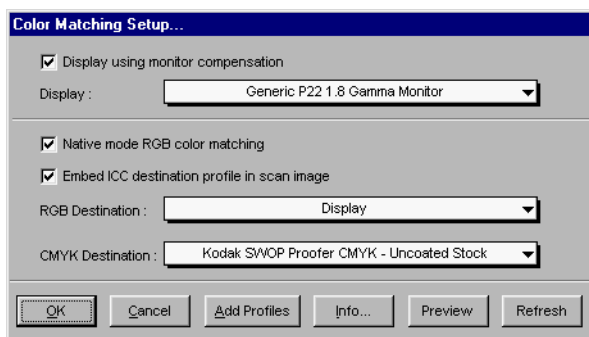 Color Matching Setup...
Display using monitor compensation
Display : Generic P22 1.8 Gamma Monitor
Native mode RGB color matching
Embed ICC destination profile in scan image
RGB Destination : Display
CMYK Destination : Kodak SWOP Proofer CMYK - Uncoated Stock
OK Cancel Add Profiles Info... Preview Refresh